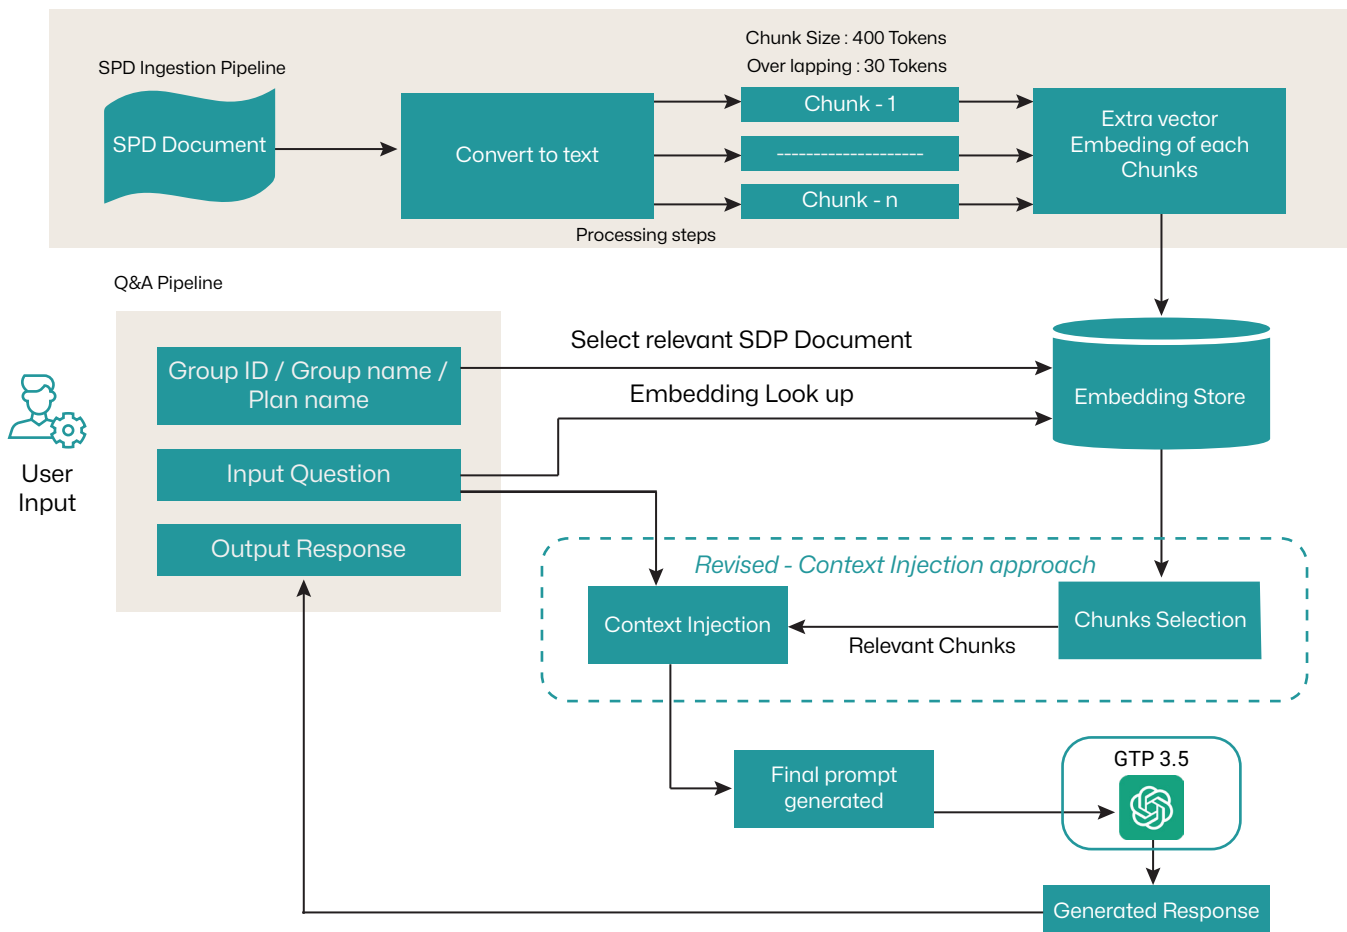 Chunk Size : 400 Tokens
Over lapping : 30 Tokens
SPD Ingestion Pipeline
SPD Document
Convert to text
Chunk - 1
--------------------
Chunk - n
Extra vector
Embeding of each
Chunks
Processing steps
Q&A Pipeline
User
Input
Group ID / Group name /
Plan name
Input Question
Output Response
Select relevant SDP Document
Embedding Look up
Embedding Store
Revised - Context Injection approach
Context Injection
Relevant Chunks
Chunks Selection
Final prompt
generated
GTP 3.5
Generated Response